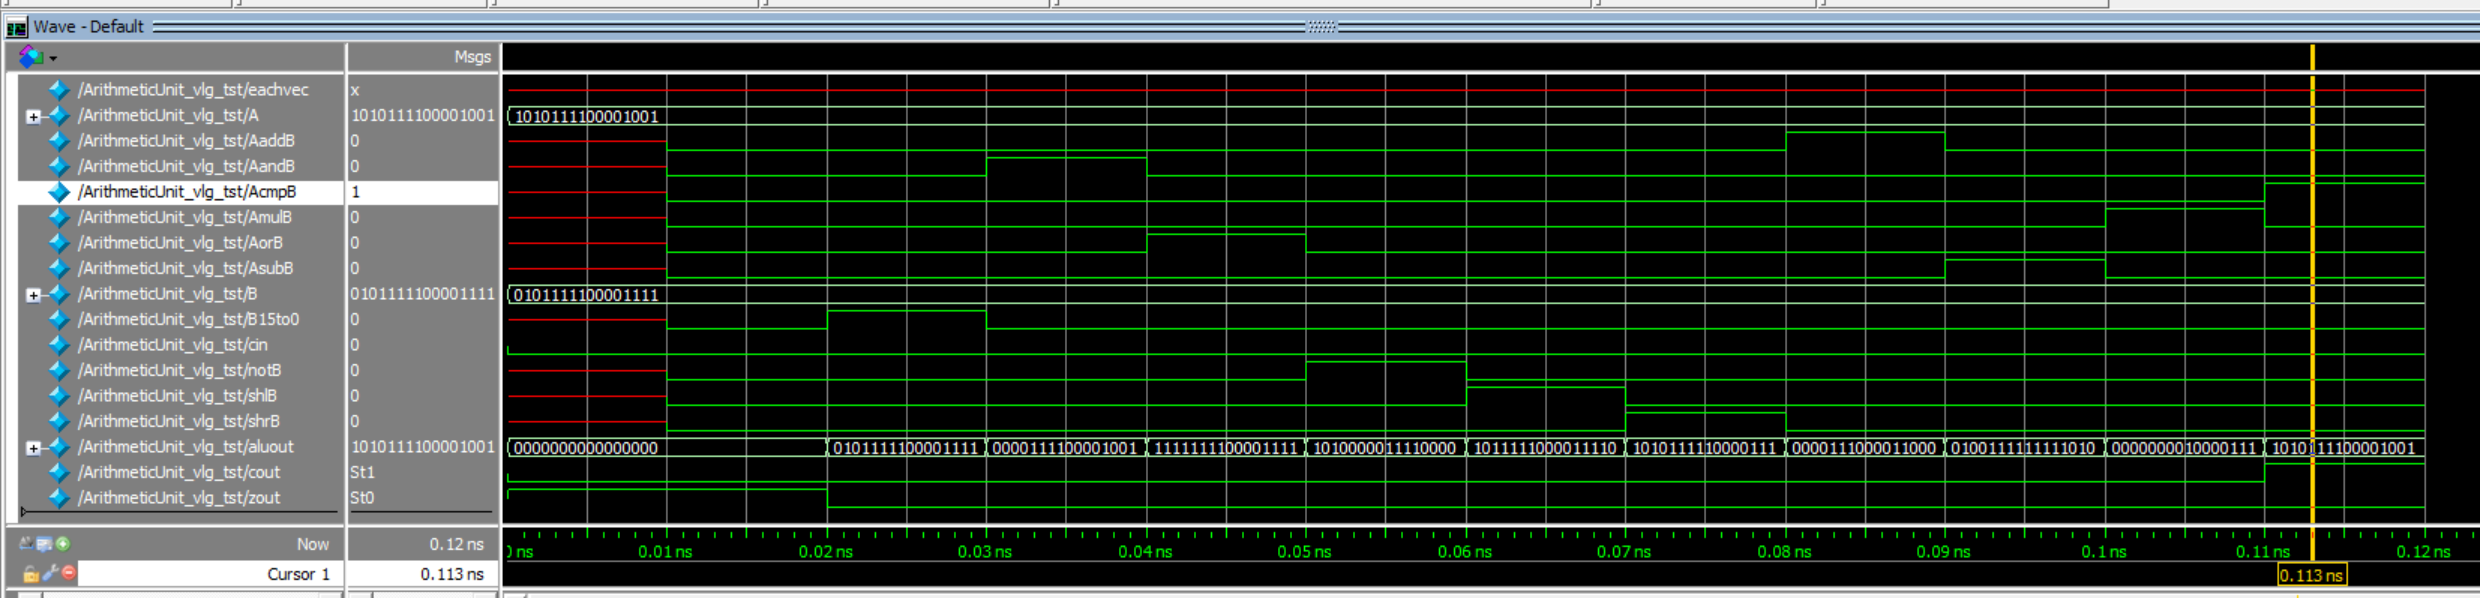 Wave - Default
Msgs
/ArithmeticUnit_vlg_tst/eachvec x
/ArithmeticUnit_vlg_tst/A 1010111100001001 1010111100001001
/ArithmeticUnit_vlg_tst/AaddB 0
/ArithmeticUnit_vlg_tst/AandB 0
/ArithmeticUnit_vlg_tst/AcmpB 1
/ArithmeticUnit_vlg_tst/AmulB 0
/ArithmeticUnit_vlg_tst/AorB 0
/ArithmeticUnit_vlg_tst/AsubB 0
/ArithmeticUnit_vlg_tst/B 0101111100001111 0101111100001111
/ArithmeticUnit_vlg_tst/B15to0 0
/ArithmeticUnit_vlg_tst/cin 0
/ArithmeticUnit_vlg_tst/notB 0
/ArithmeticUnit_vlg_tst/shlB 0
/ArithmeticUnit_vlg_tst/shrB 0
/ArithmeticUnit_vlg_tst/aluout 1010111100001001 0000000000000000 0101111100001111 0000111100001001 1111111100001111 1010000011110000 1011111000011110 1010111110000111 0000111000011000 0100111111111010 0000000010000111 1010111100001001
/ArithmeticUnit_vlg_tst/cout St1
/ArithmeticUnit_vlg_tst/zout St0
Now 0.12 ns ns 0.01 ns 0.02 ns 0.03 ns 0.04 ns 0.05 ns 0.06 ns 0.07 ns 0.08 ns 0.09 ns 0.1 ns 0.11 ns 0.12 ns
Cursor 1 0.113 ns 0.113 ns